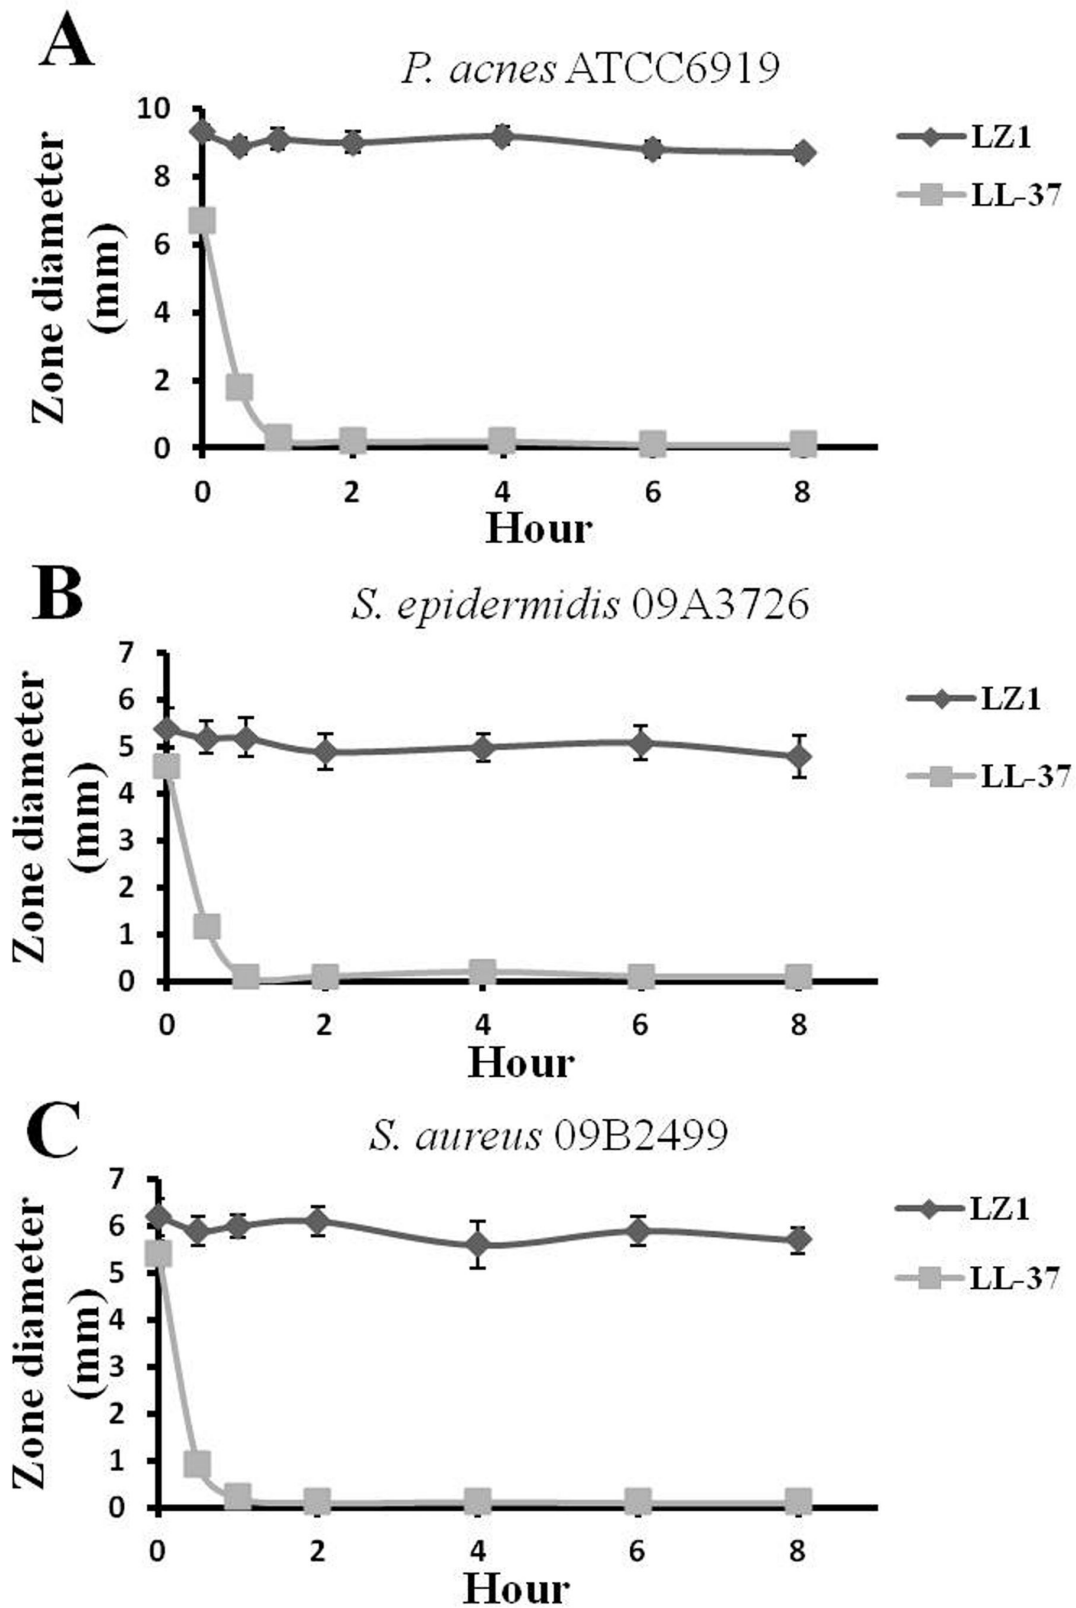 A
P. acnes ATCC6919
Zone diameter
(mm)
10
8
6
4
2
0
0 2 4 6 8
Hour
LZ1
LL-37
B
S. epidermidis 09A3726
Zone diameter
(mm)
7
6
5
4
3
2
1
0
0 2 4 6 8
Hour
LZ1
LL-37
C
S. aureus 09B2499
Zone diameter
(mm)
7
6
5
4
3
2
1
0
0 2 4 6 8
Hour
LZ1
LL-37